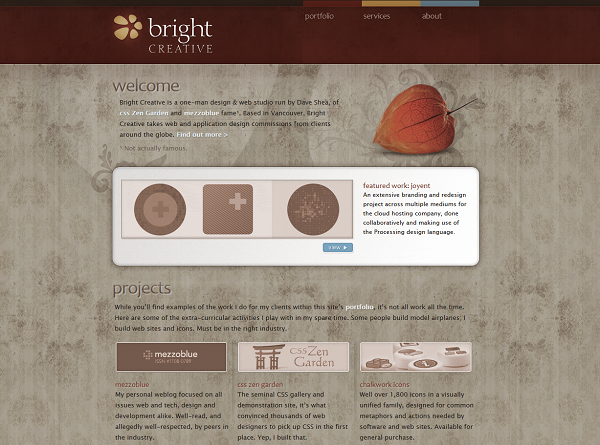 bright
CREATIVE
portfolio
services
about
welcome
Bright Creative is a one-man design & web studio run by Dave Shea, of
css Zen Garden and mezzoblue fame¹. Based in Vancouver, Bright
Creative takes web and application design commissions from clients
around the globe. Find out more >
¹ Not actually famous.
featured work: joyent
An extensive branding and redesign
project across multiple mediums for
the cloud hosting company, done
collaboratively and making use of
the Processing design language.
view
projects
While you'll find examples of the work I do for my clients within this site's portfolio, it's not all work all the time.
Here are some of the extra-curricular activities I play with in my spare time. Some people build model airplanes; I
build web sites and icons. Must be in the right industry.
mezzoblue
CSS Zen
Garden
mezzoblue
My personal weblog focused on all
issues web and tech, design and
development alike. Well-read, and
allegedly well-respected, by peers in
the industry.
css zen garden
The seminal CSS gallery and
demonstration site, it's what
convinced thousands of web
designers to pick up CSS in the first
place. Yep, I built that.
chalkwork icons
Well over 1,800 icons in a visually
unified family, designed for common
metaphors and actions needed by
software and web sites. Available for
general purchase.